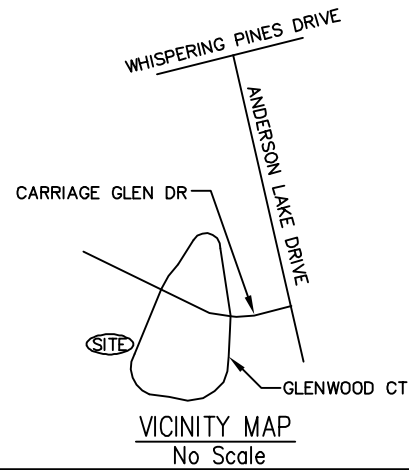 WHISPERING PINES DRIVE
ANDERSON LAKE DRIVE
CARRIAGE GLEN DR
SITE
GLENWOOD CT
VICINITY MAP
No Scale